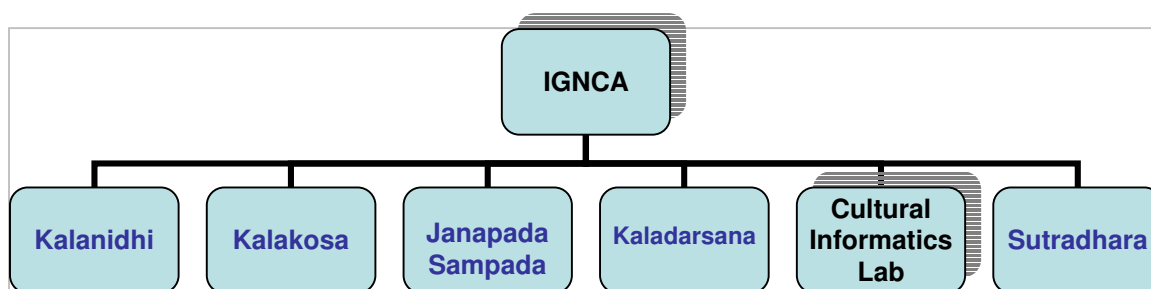 IGNCA
Kalanidhi
Kalakosa
Janapada
Sampada
Kaladarsana
Cultural
Informatics
Lab
Sutradhara